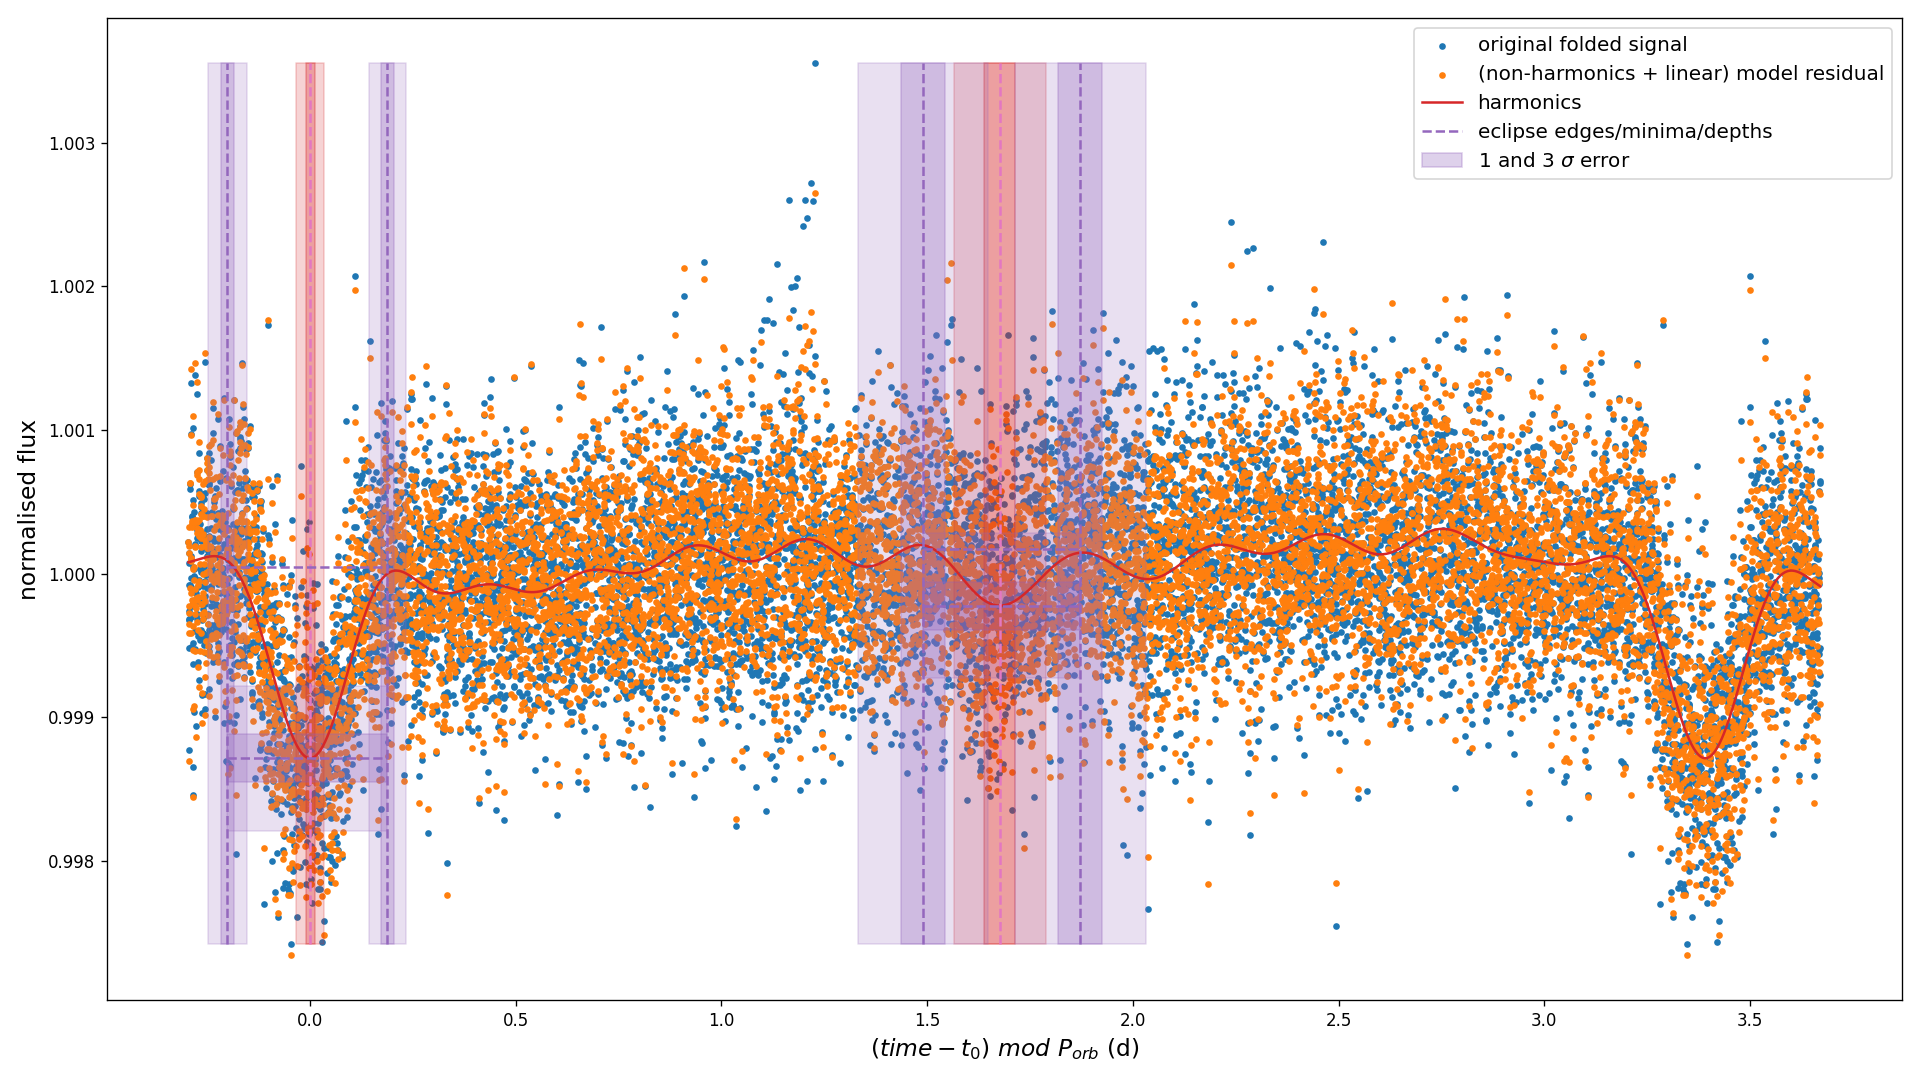 original folded signal
(non-harmonics + linear) model residual
harmonics
eclipse edges/minima/depths
1 and 3 σ error
normalised flux
1.003
1.002
1.001
1.000
0.999
0.998
0.0 0.5 1.0 1.5 2.0 2.5 3.0 3.5
(time − t₀) mod Pₒᵣb (d)